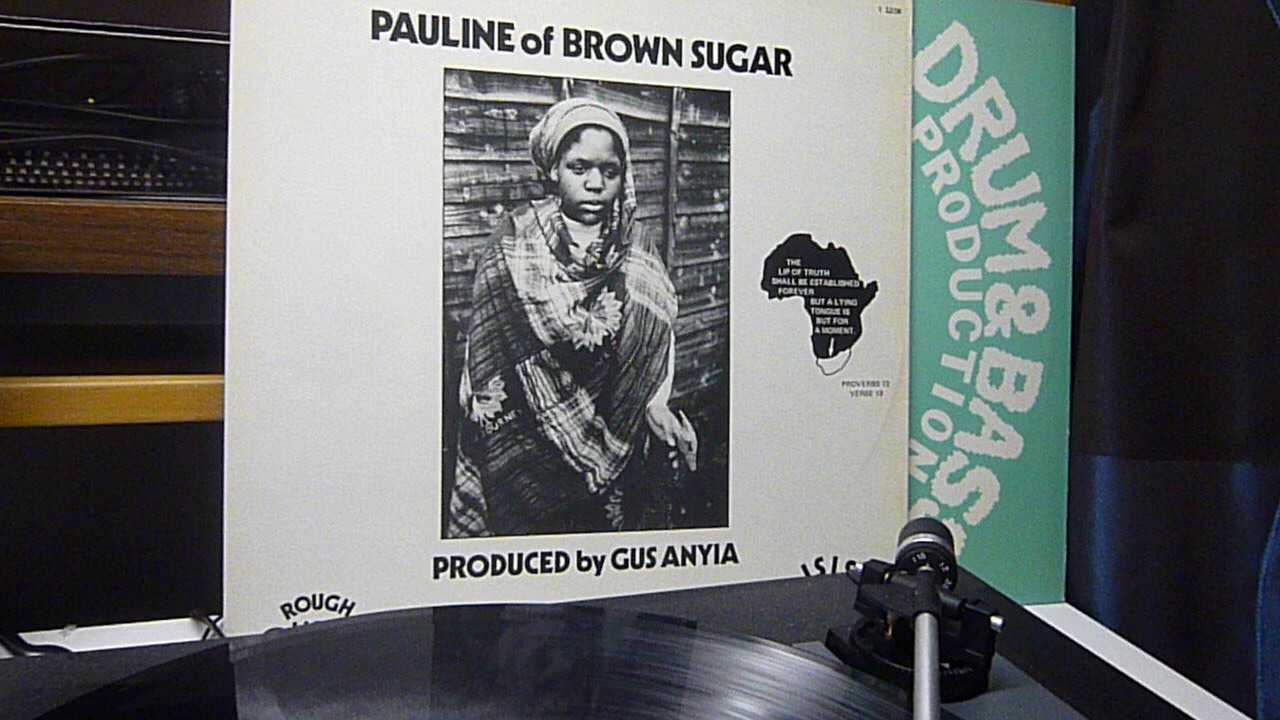 PAULINE of BROWN SUGAR
THE
LIP OF TRUTH
SHALL BE ESTABLISHED
FOREVER
BUT A LYING
TONGUE IS
BUT FOR
A MOMENT
PROVERBS 12
VERSE 19
PRODUCED by GUS ANYIA
ROUGH
DRUM & BASS
PRODUCTIONS